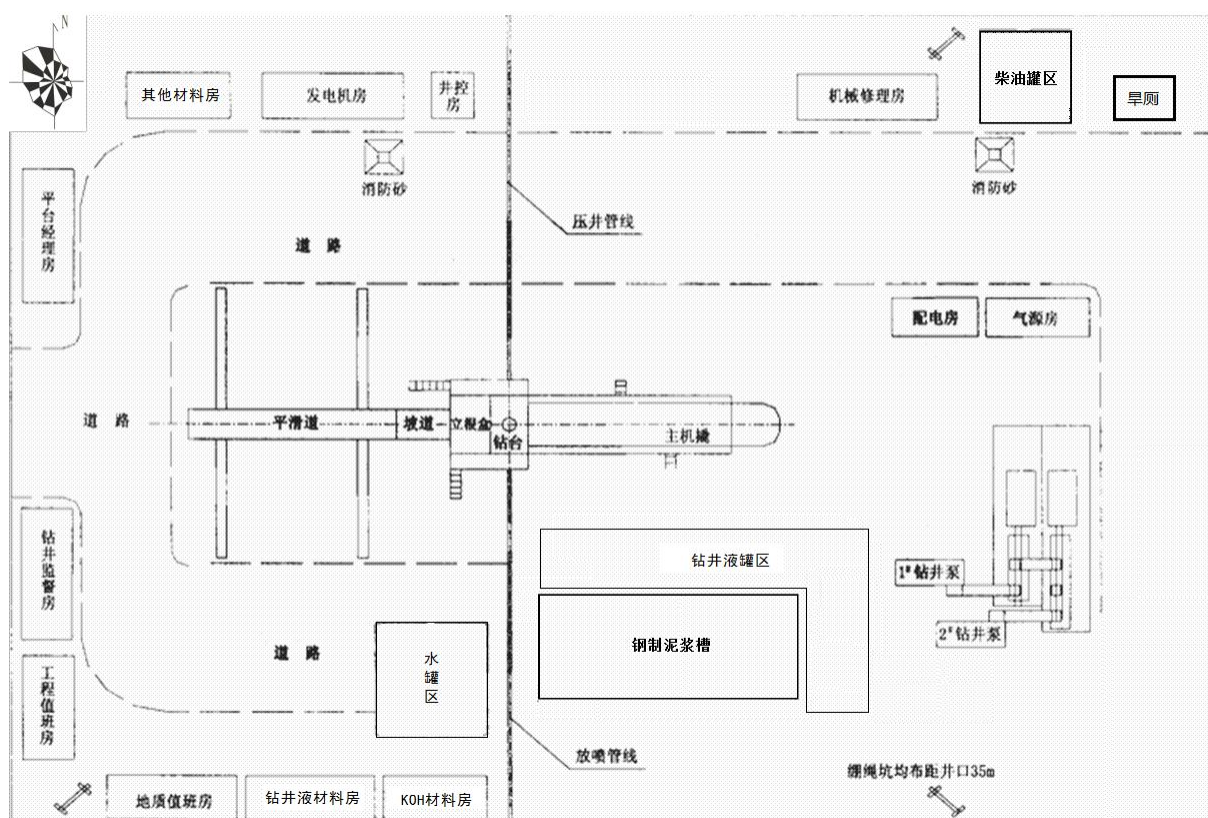 N
其他材料房
发电机房
井控房
机械修理房
柴油罐区
旱厕
消防砂
消防砂
平台经理房
压井管线
道 路
配电房
气源房
道 路
平滑道
坡道
立根盒
钻台
主机撬
钻井监督房
钻井液罐区
1#钻井泵
2#钻井泵
钢制泥浆槽
道 路
水罐区
工程值班房
放喷管线
绷绳坑均布距井口35m
地质值班房
钻井液材料房
KOH材料房